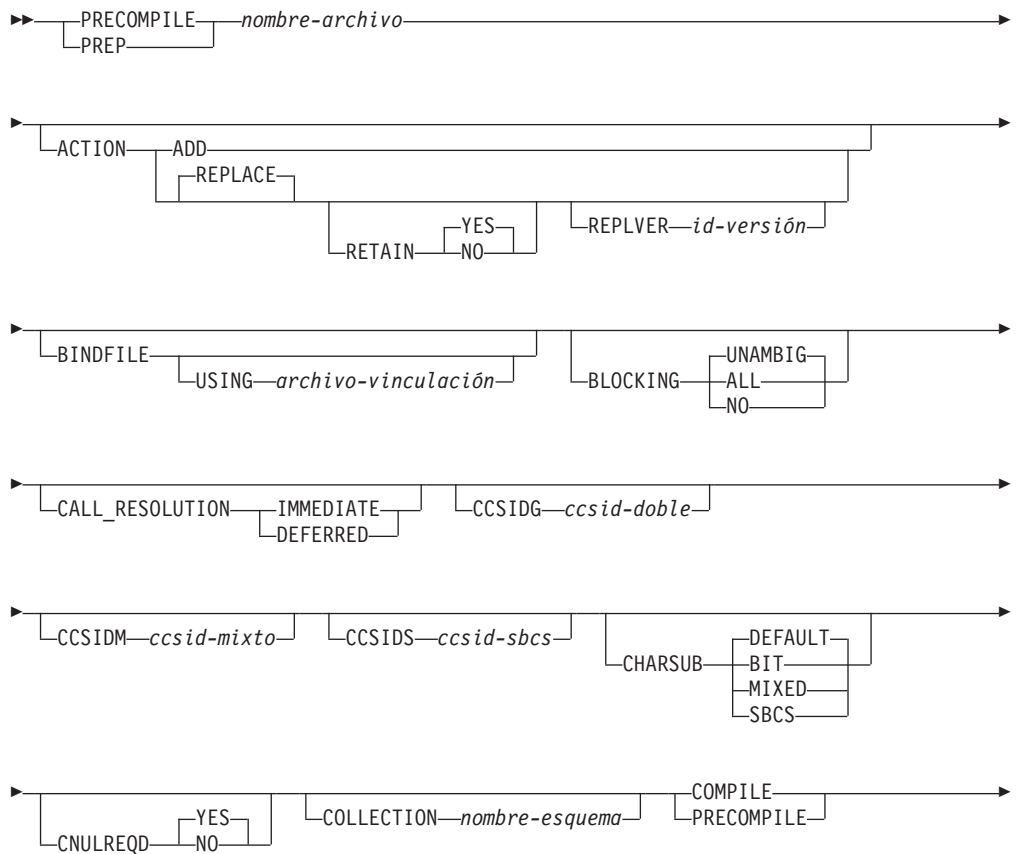 PRECOMPILE nombre-archivo
PREP
ACTION ADD
REPLACE
YES REPLVER id-versión
RETAIN NO
BINDFILE UNAMBIG
USING archivo-vinculación BLOCKING ALL
NO
CALL_RESOLUTION IMMEDIATE CCSIDG ccsid-doble
DEFERRED
CCSIDM ccsid-mixto CCSIDS ccsid-sbcs DEFAULT
CHARSUB BIT
MIXED
SBCS
COMPILE
YES COLLECTION nombre-esquema PRECOMPILE
CNULREQD NO